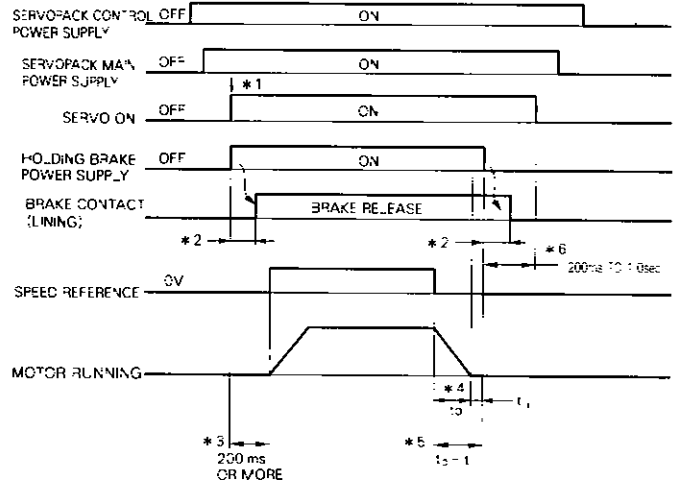 SERVOPACK CONTROL OFF ON
POWER SUPPLY
SERVOPACK MAIN OFF ON
POWER SUPPLY
*1
SERVO ON OFF ON
HOLDING BRAKE OFF ON
POWER SUPPLY
BRAKE CONTACT BRAKE RELEASE
(LINING)
*2 *2 *6
200ms TO 1.0sec
SPEED REFERENCE 0V
MOTOR RUNNING
*4
*3 *5
200 ms
OR MORE